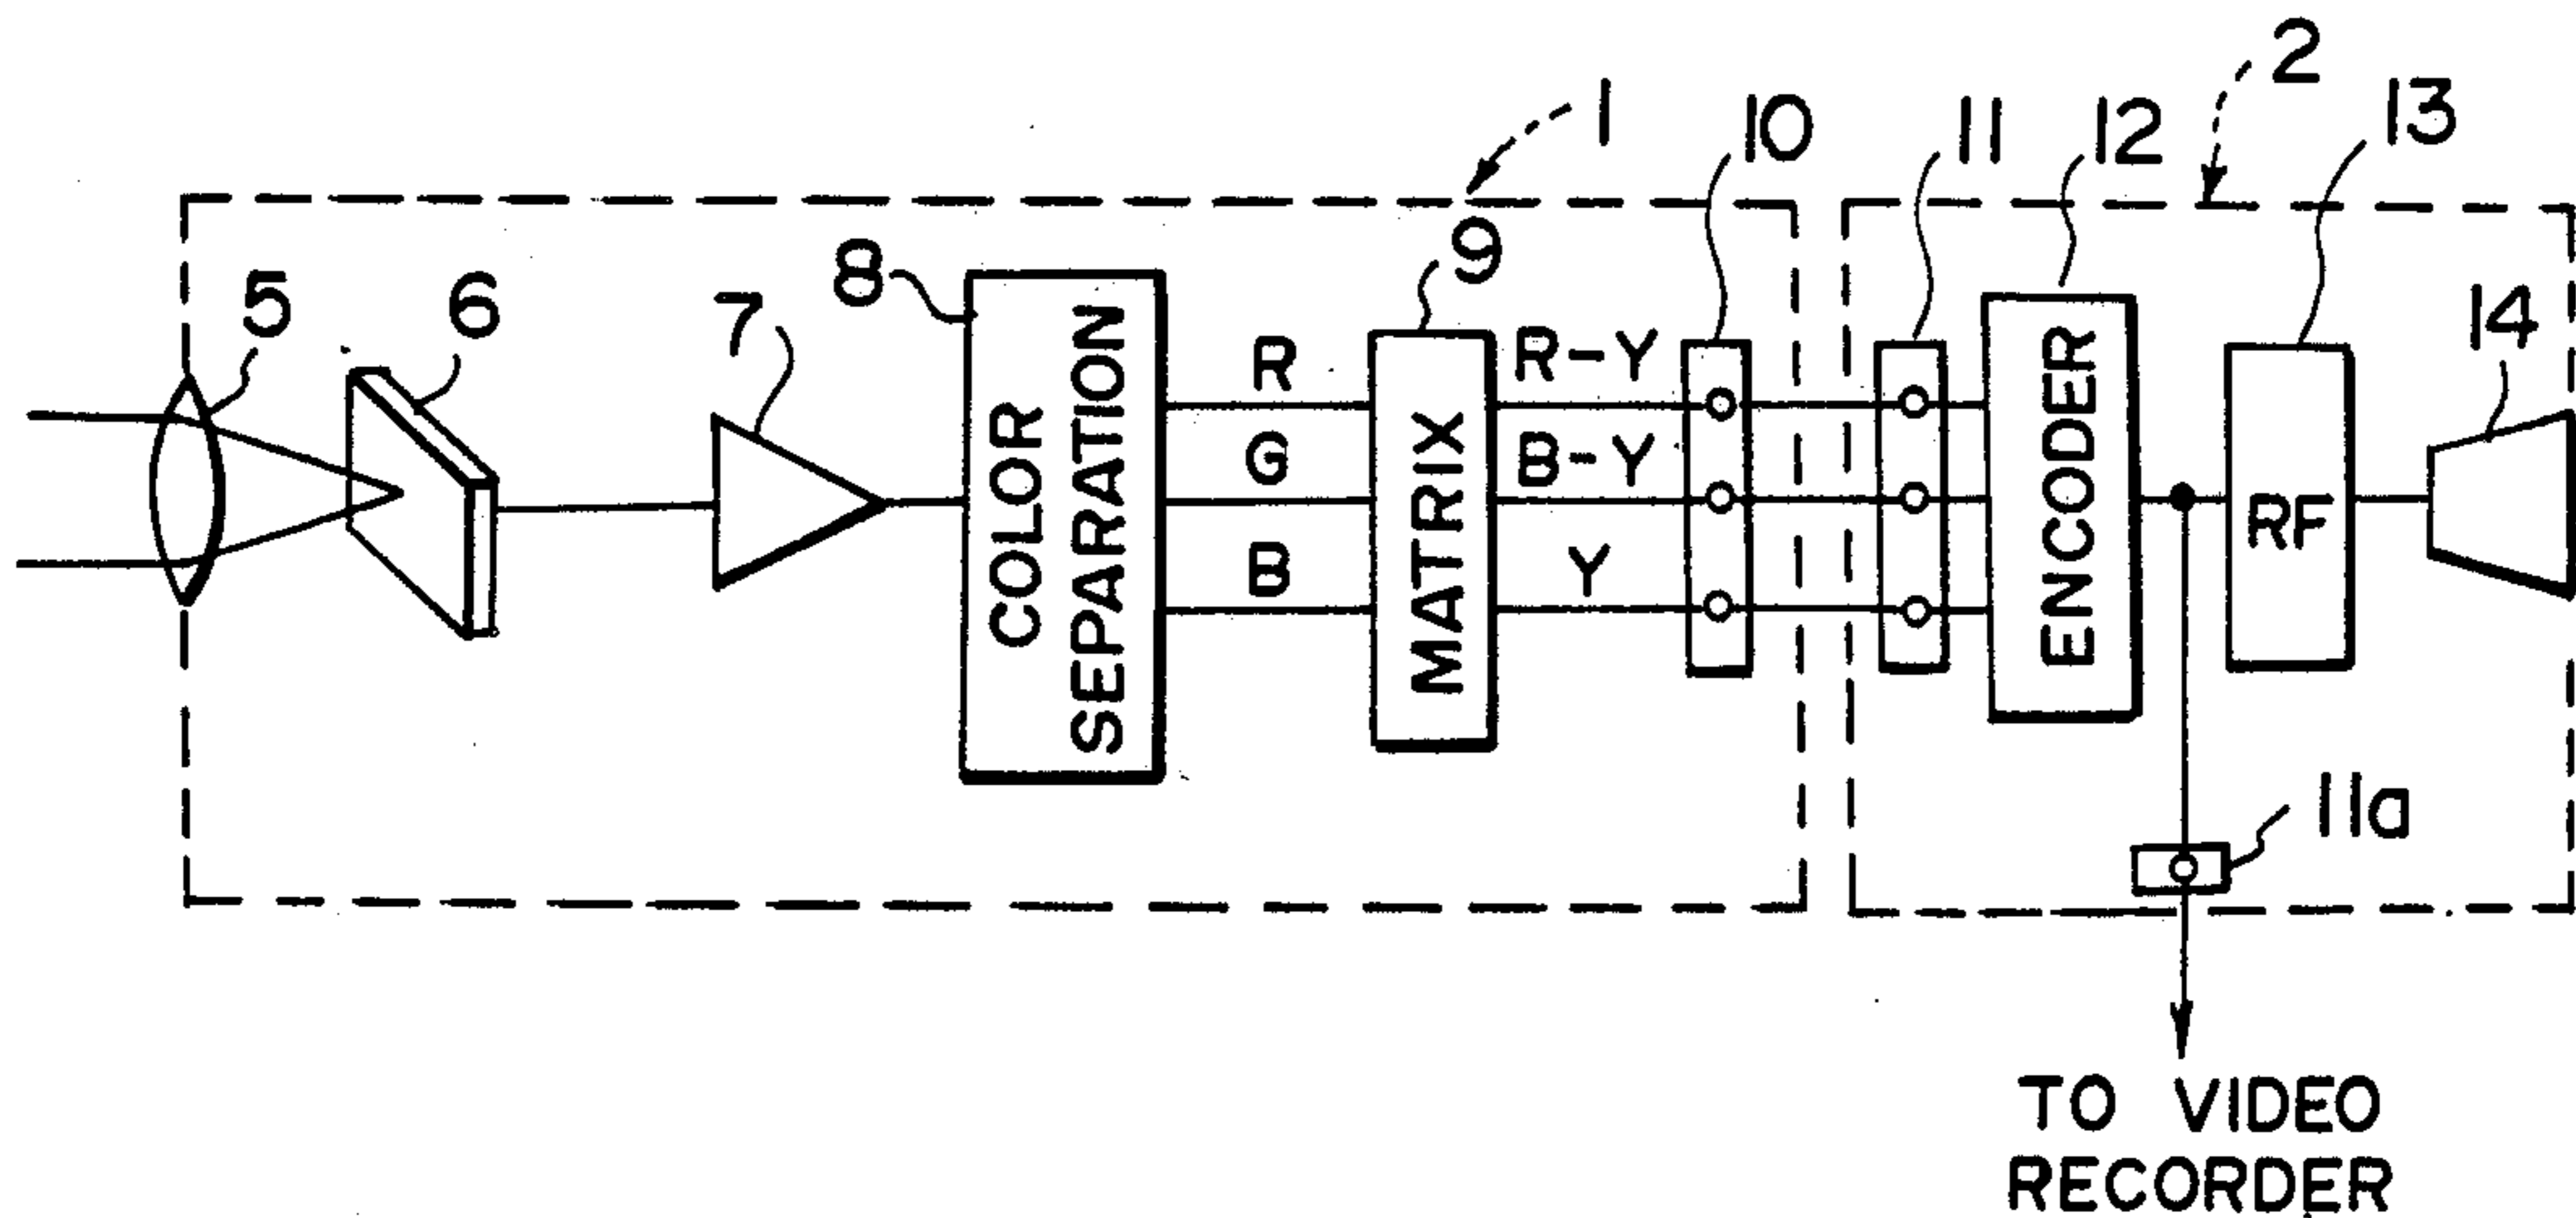 1
2
10
11
12
13
5
6
7
8
9
14
COLOR
SEPARATION
R
G
B
MATRIX
R-Y
B-Y
Y
ENCODER
RF
11a
TO VIDEO
RECORDER